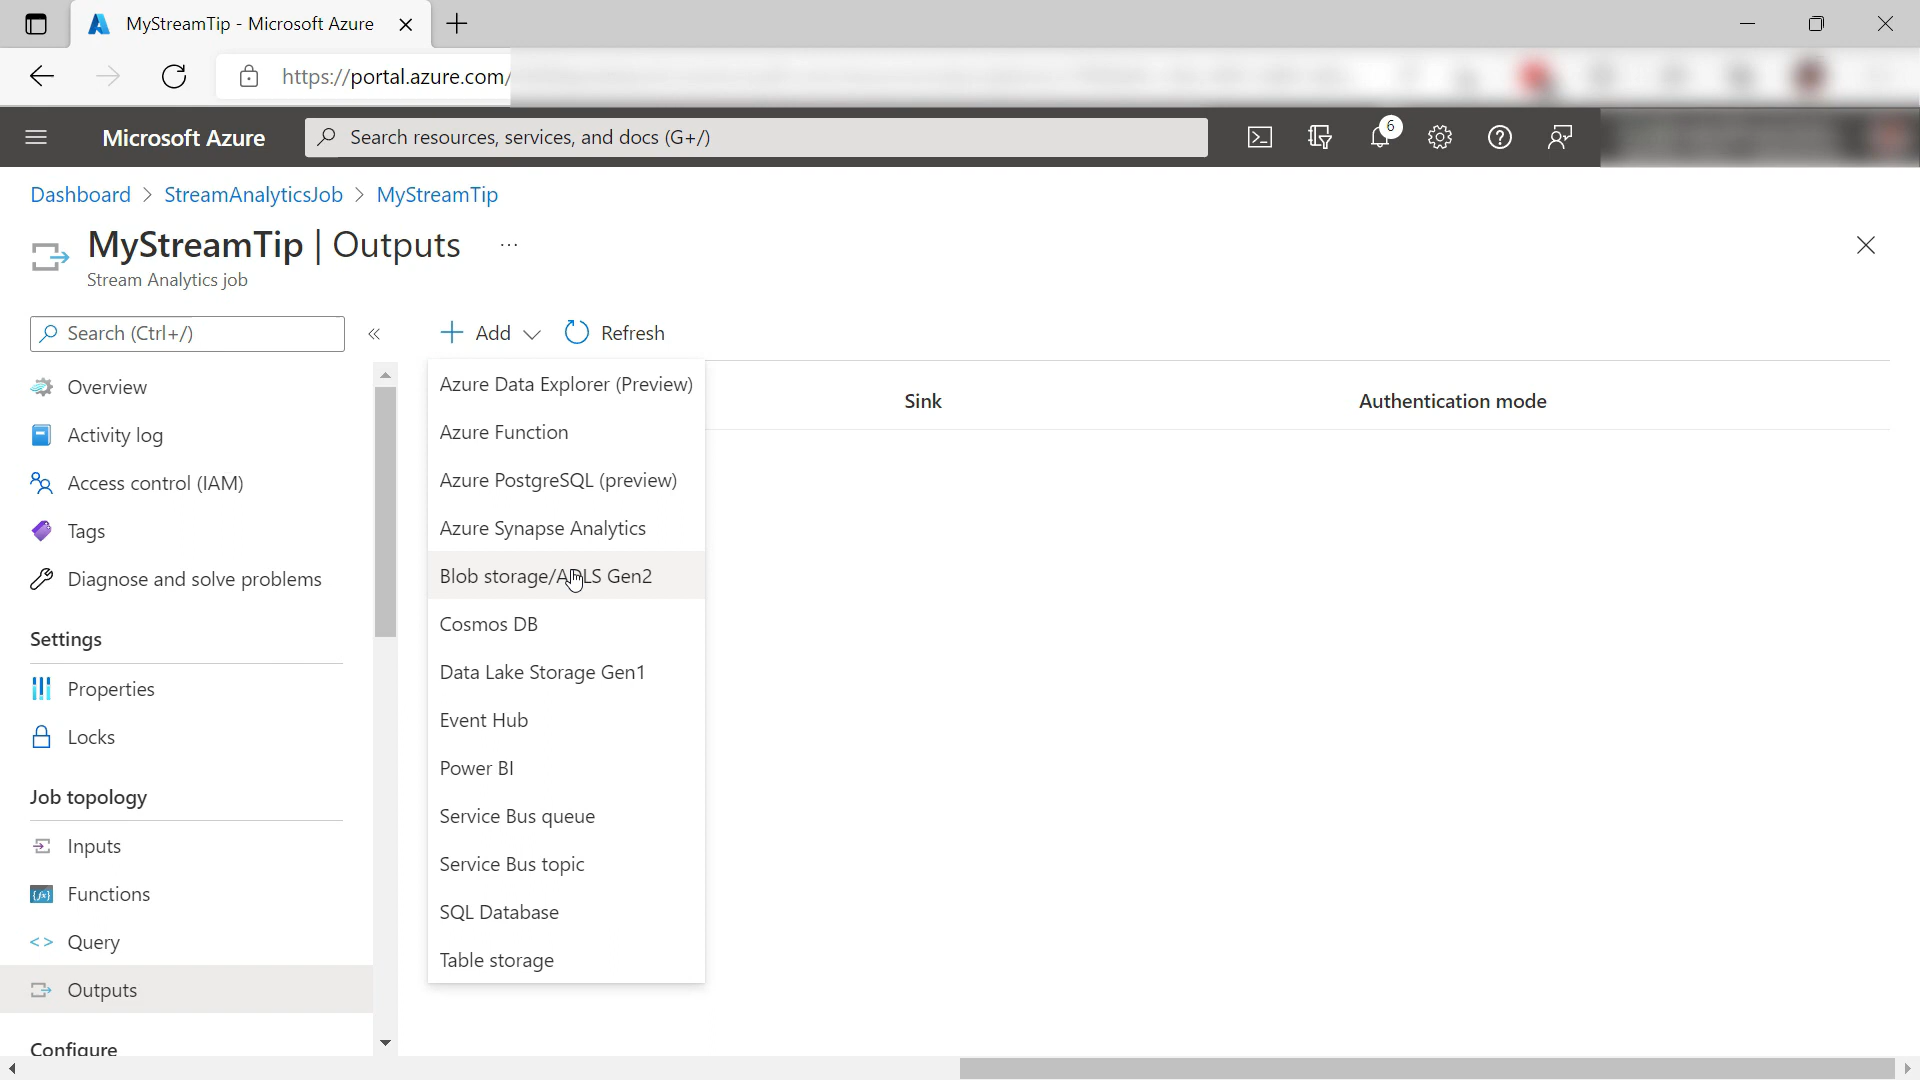 MyStreamTip - Microsoft Azure
https://portal.azure.com/
Microsoft Azure
Search resources, services, and docs (G+/)
6
Dashboard > StreamAnalyticsJob > MyStreamTip
MyStreamTip | Outputs ...
Stream Analytics job
Search (Ctrl+/)
«
Add
Refresh
Overview
Activity log
Access control (IAM)
Tags
Diagnose and solve problems
Settings
Properties
Locks
Job topology
Inputs
Functions
Query
Outputs
Configure
Azure Data Explorer (Preview)
Azure Function
Azure PostgreSQL (preview)
Azure Synapse Analytics
Blob storage/ADLS Gen2
Cosmos DB
Data Lake Storage Gen1
Event Hub
Power BI
Service Bus queue
Service Bus topic
SQL Database
Table storage
Sink
Authentication mode